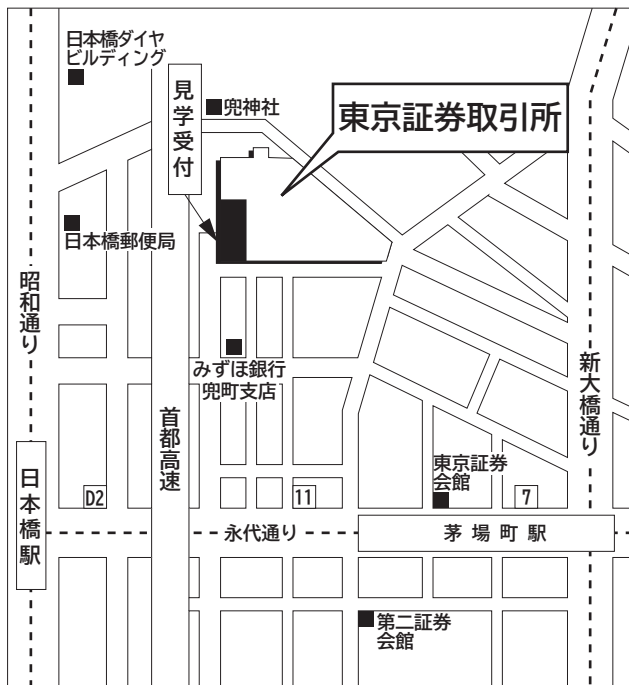 日本橋ダイヤ
ビルディング
見学受付
兜神社
東京証券取引所
日本橋郵便局
昭和通り
みずほ銀行
兜町支店
新大橋通り
首都高速
東京証券
会館
日本橋駅
D2
11
7
永代通り
茅場町駅
第二証券
会館